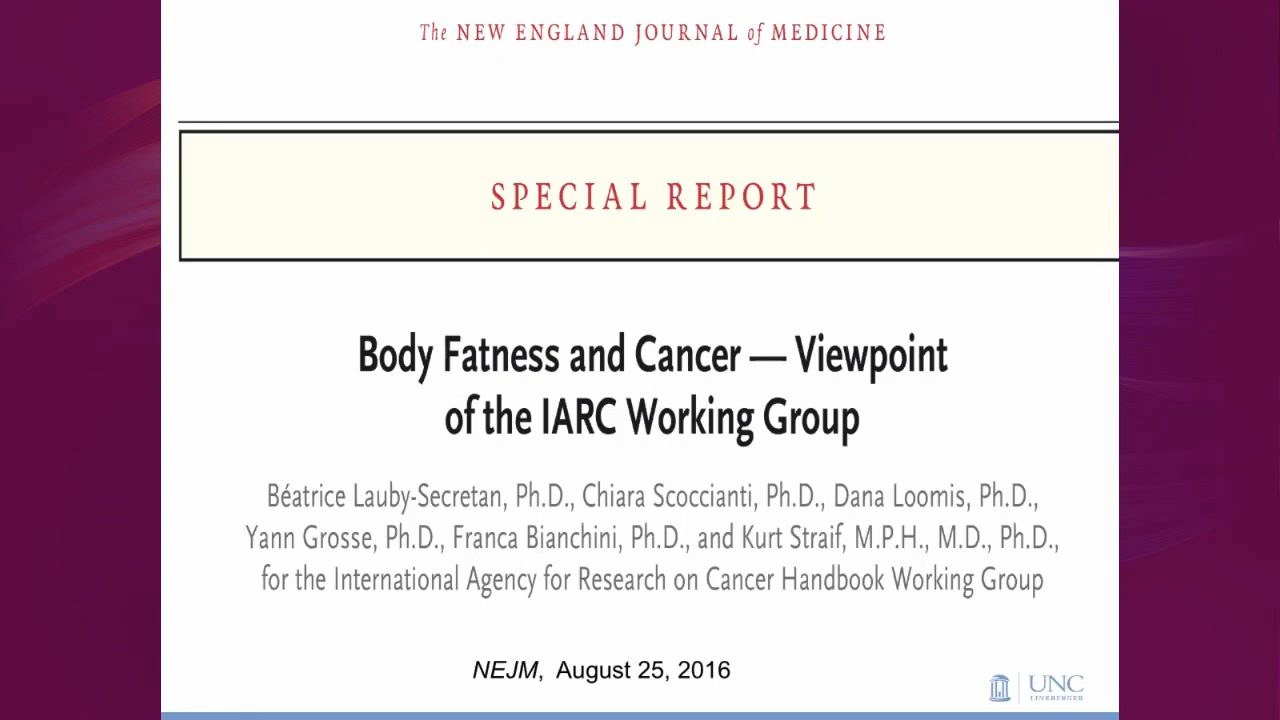 The NEW ENGLAND JOURNAL of MEDICINE
SPECIAL REPORT
Body Fatness and Cancer — Viewpoint
of the IARC Working Group
Béatrice Lauby-Secretan, Ph.D., Chiara Scoccianti, Ph.D., Dana Loomis, Ph.D.,
Yann Grosse, Ph.D., Franca Bianchini, Ph.D., and Kurt Straif, M.P.H., M.D., Ph.D.,
for the International Agency for Research on Cancer Handbook Working Group
NEJM, August 25, 2016
UNC
LINEBERGER